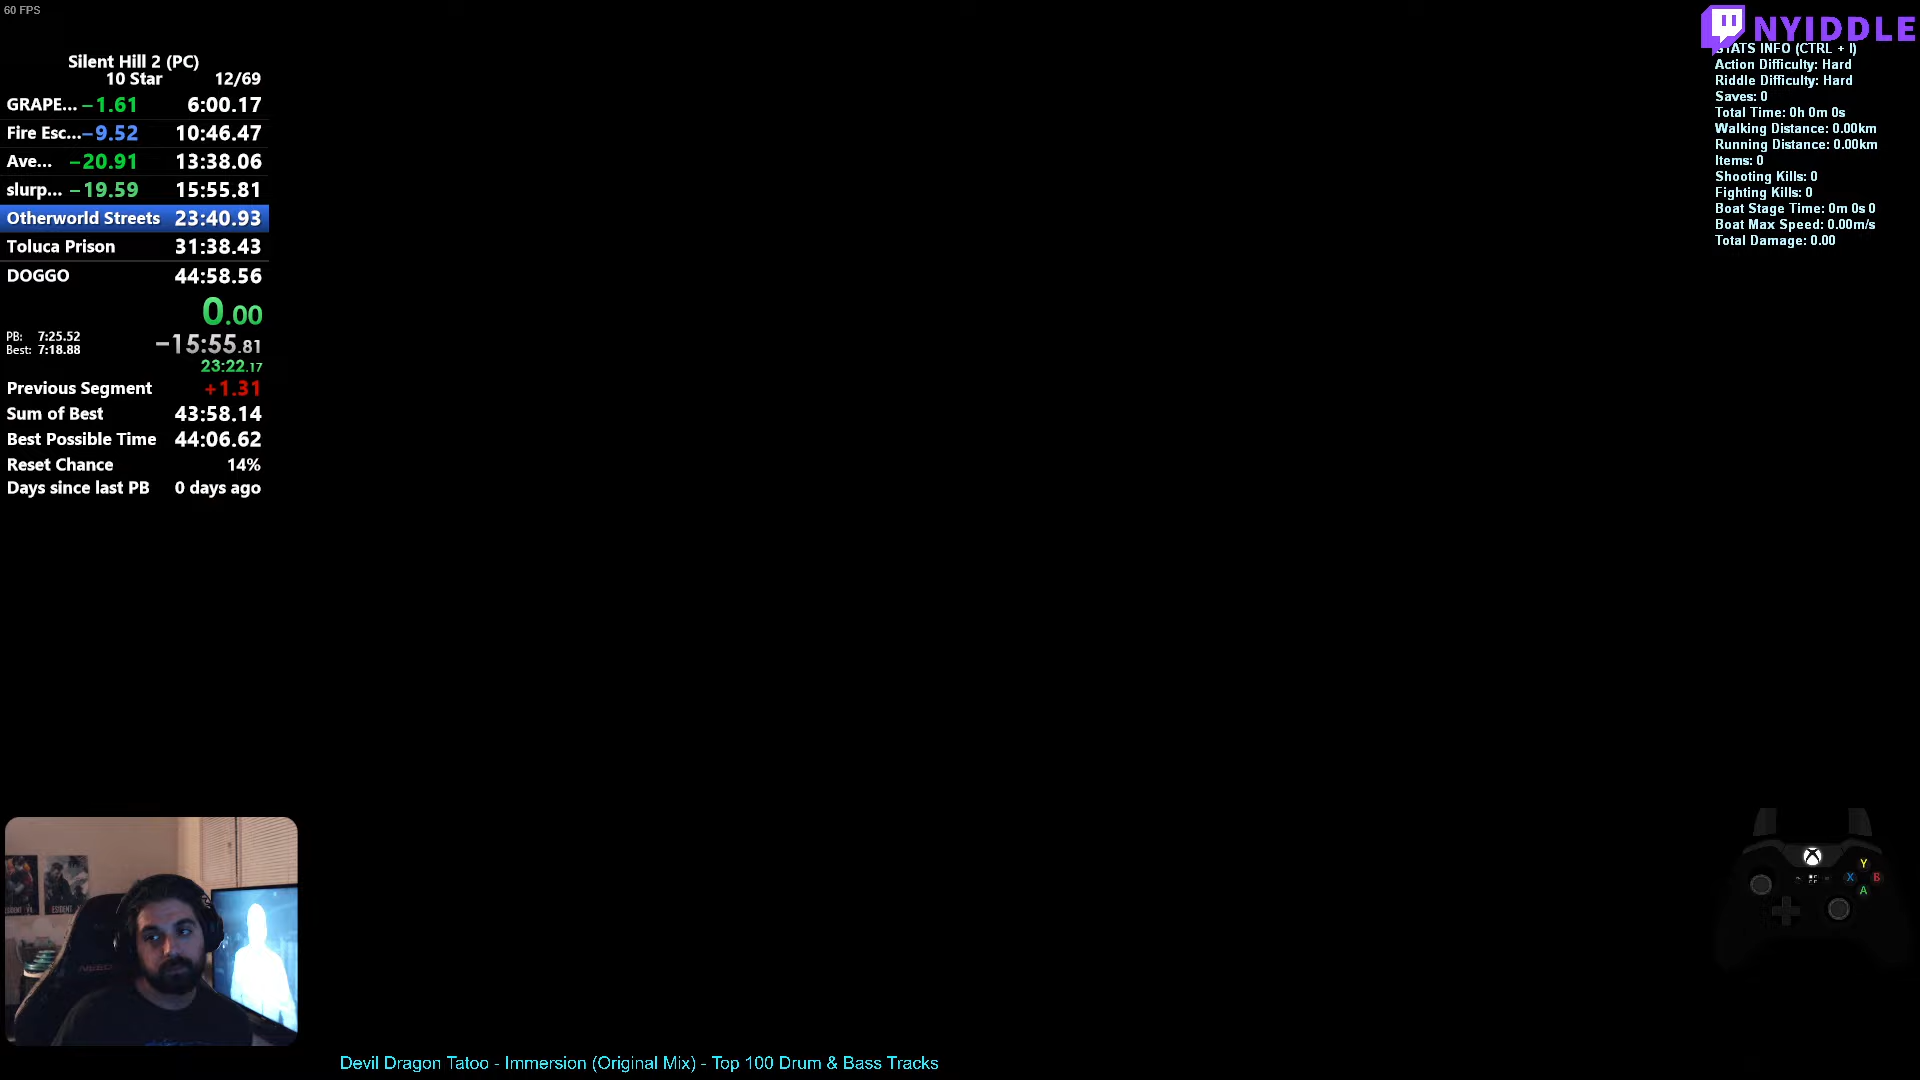 60 FPS
Silent Hill 2 (PC)
10 Star 12/69
GRAPE... −1.61 6:00.17
Fire Esc... −9.52 10:46.47
Ave... −20.91 13:38.06
slurp... −19.59 15:55.81
Otherworld Streets 23:40.93
Toluca Prison 31:38.43
DOGGO 44:58.56
0.00
PB: 7:25.52
Best: 7:18.88
−15:55.81
23:22.17
Previous Segment +1.31
Sum of Best 43:58.14
Best Possible Time 44:06.62
Reset Chance 14%
Days since last PB 0 days ago
NYIDDLE
STATS INFO (CTRL + I)
Action Difficulty: Hard
Riddle Difficulty: Hard
Saves: 0
Total Time: 0h 0m 0s
Walking Distance: 0.00km
Running Distance: 0.00km
Items: 0
Shooting Kills: 0
Fighting Kills: 0
Boat Stage Time: 0m 0s 0
Boat Max Speed: 0.00m/s
Total Damage: 0.00
Y
X B
A
Devil Dragon Tatoo - Immersion (Original Mix) - Top 100 Drum & Bass Tracks